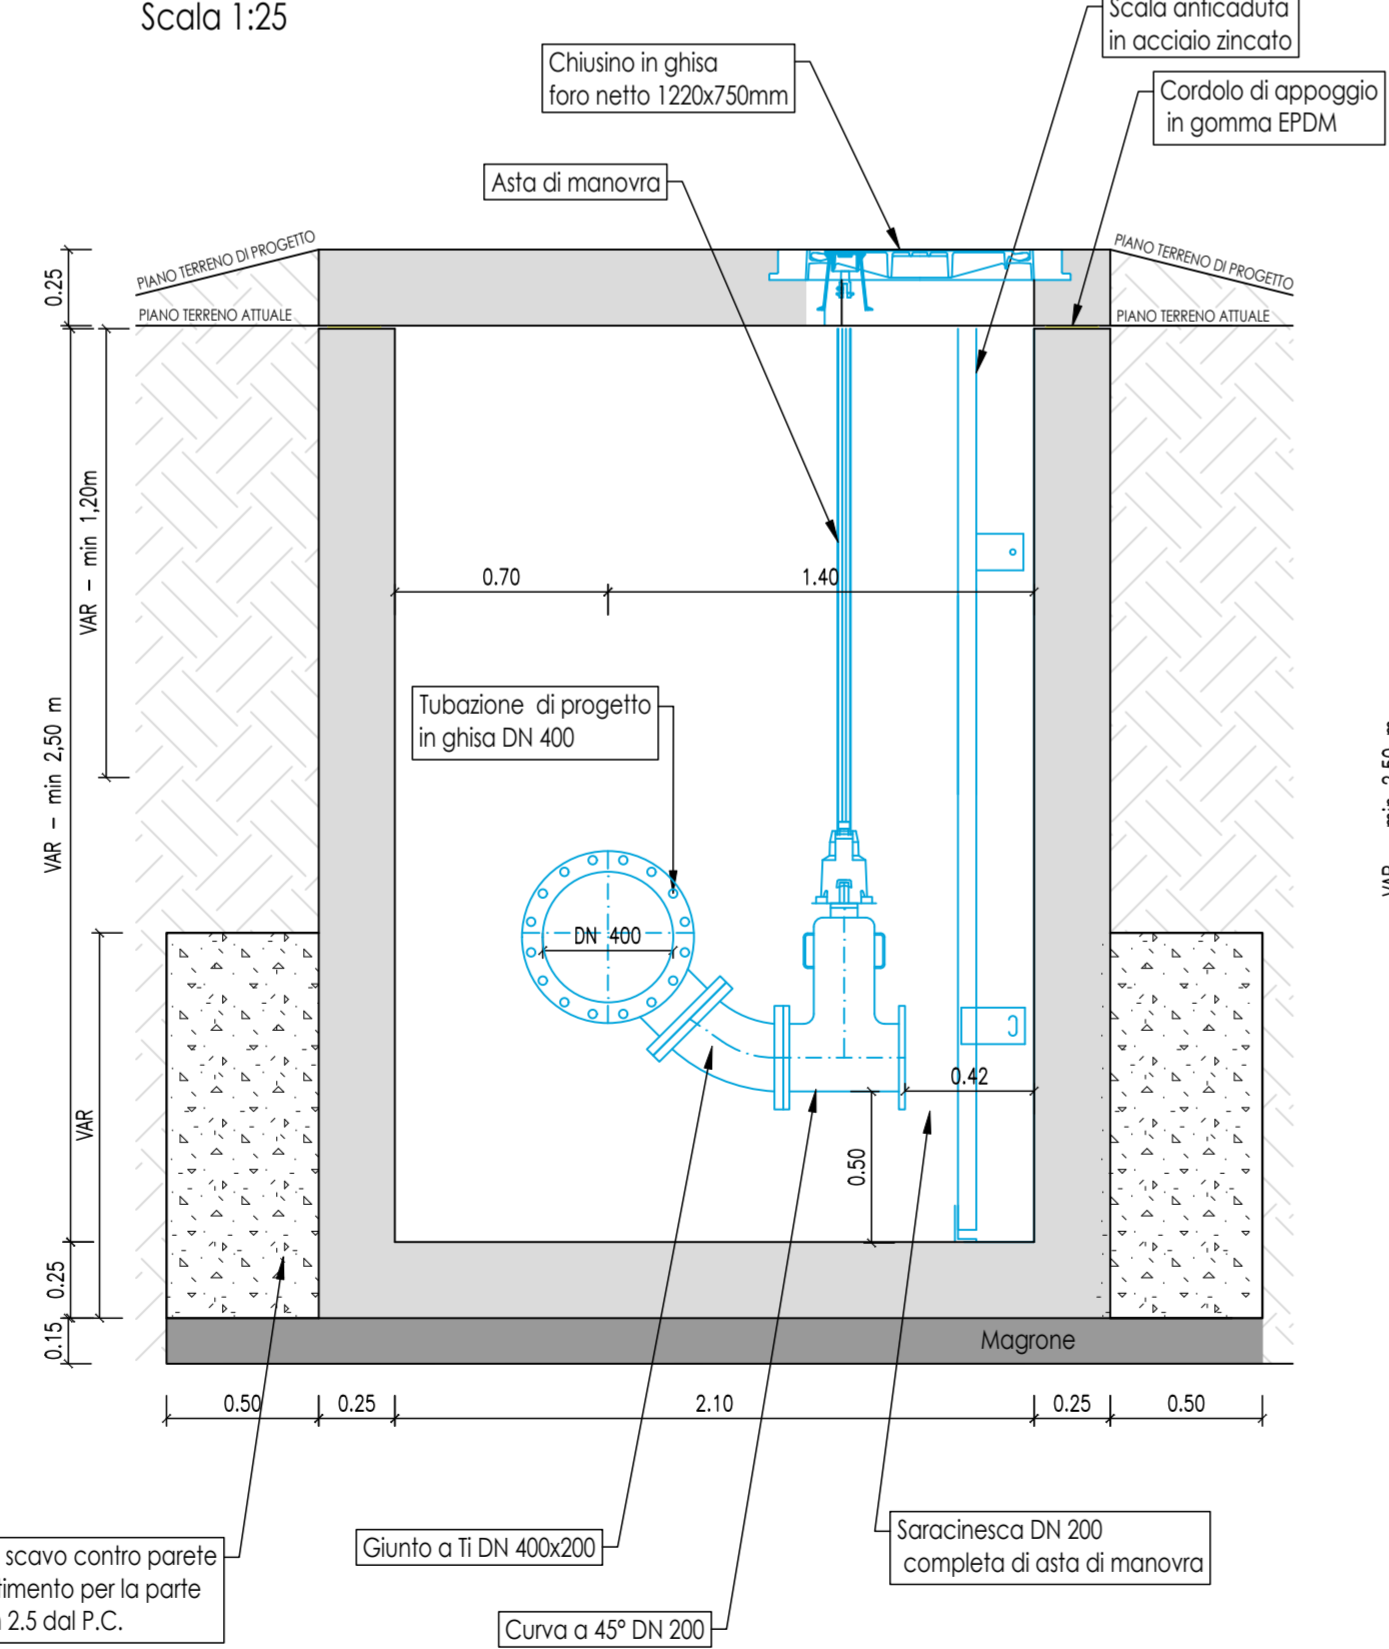 Scala 1:25
Scala anticaduta
in acciaio zincato
Chiusino in ghisa
foro netto 1220x750mm
Cordolo di appoggio
in gomma EPDM
Asta di manovra
PIANO TERRENO DI PROGETTO
PIANO TERRENO DI PROGETTO
0.25
PIANO TERRENO ATTUALE
PIANO TERRENO ATTUALE
VAR - min 1,20m
0.70
1.40
Tubazione di progetto
in ghisa DN 400
VAR - min 2,50 m
VAR - min 2,50 m
DN 400
0.42
VAR
0.50
0.25
0.15
Magrone
0.50
0.25
2.10
0.25
0.50
Saracinesca DN 200
completa di asta di manovra
Giunto a Ti DN 400x200
scavo contro parete
timento per la parte
2.5 dal P.C.
Curva a 45° DN 200